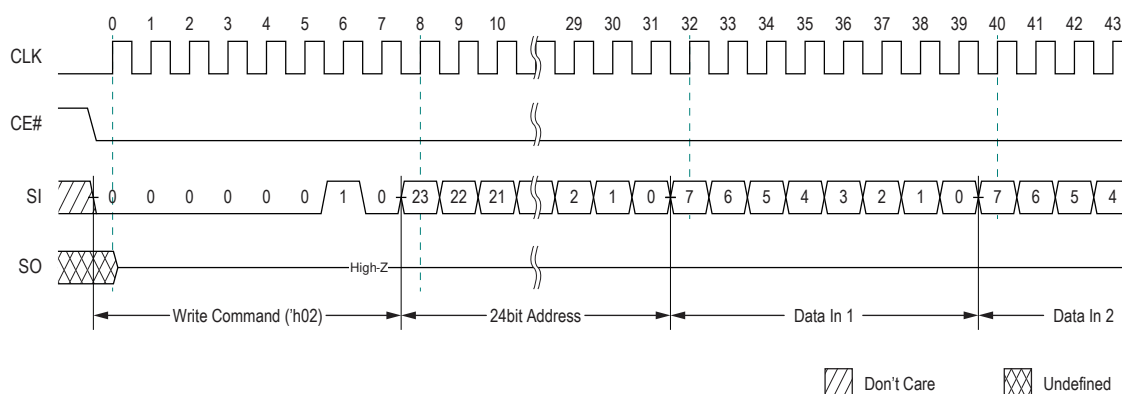 0 1 2 3 4 5 6 7 8 9 10 29 30 31 32 33 34 35 36 37 38 39 40 41 42 43
CLK
CE#
SI 0 0 0 0 0 0 1 0 23 22 21 2 1 0 7 6 5 4 3 2 1 0 7 6 5 4
SO High-Z
Write Command ('h02) 24bit Address Data In 1 Data In 2
Don't Care Undefined